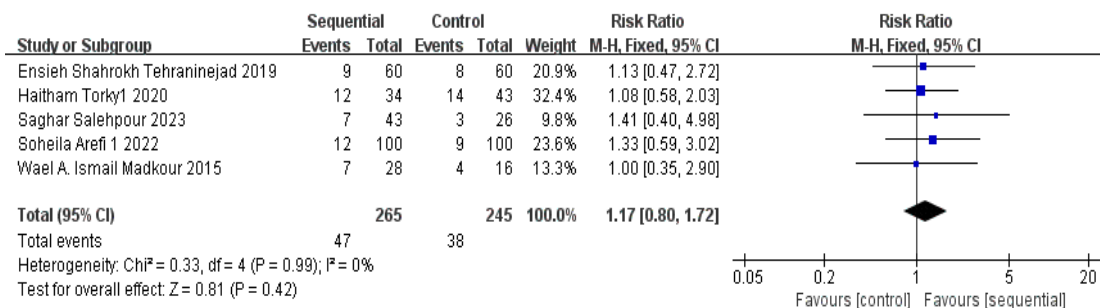 Sequential Control Risk Ratio Risk Ratio
Study or Subgroup Events Total Events Total Weight M-H, Fixed, 95% CI M-H, Fixed, 95% CI
Ensieh Shahrokh Tehraninejad 2019 9 60 8 60 20.9% 1.13 [0.47, 2.72]
Haitham Torky1 2020 12 34 14 43 32.4% 1.08 [0.58, 2.03]
Saghar Salehpour 2023 7 43 3 26 9.8% 1.41 [0.40, 4.98]
Soheila Arefi 1 2022 12 100 9 100 23.6% 1.33 [0.59, 3.02]
Wael A. Ismail Madkour 2015 7 28 4 16 13.3% 1.00 [0.35, 2.90]
Total (95% CI) 265 245 100.0% 1.17 [0.80, 1.72]
Total events 47 38
Heterogeneity: Chi² = 0.33, df = 4 (P = 0.99); I² = 0%
Test for overall effect: Z = 0.81 (P = 0.42)
0.05 0.2 1 5 20
Favours [control] Favours [sequential]